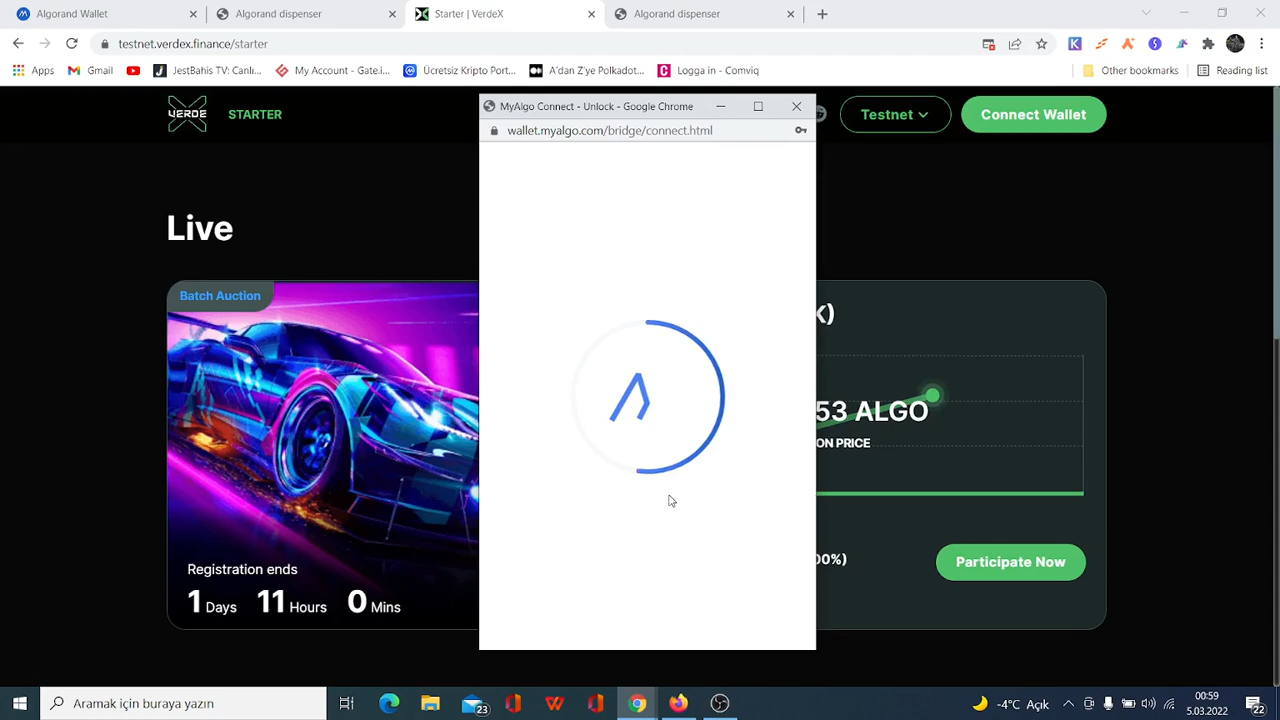 Algorand Wallet
Algorand dispenser
Starter | VerdeX
Algorand dispenser
testnet.verdex.finance/starter
Apps
Gmail
JestBahis TV: Canlı...
My Account - Gate.i...
Ücretsiz Kripto Port...
A'dan Z'ye Polkadot...
Logga in - Comviq
Other bookmarks
Reading list
VERDE
STARTER
MyAlgo Connect - Unlock - Google Chrome
wallet.myalgo.com/bridge/connect.html
Testnet
Connect Wallet
Live
Batch Auction
Registration ends
1 Days 11 Hours 0 Mins
K)
53 ALGO
ON PRICE
00%)
Participate Now
Aramak için buraya yazın
23
-4°C Açık
00:59
5.03.2022
22